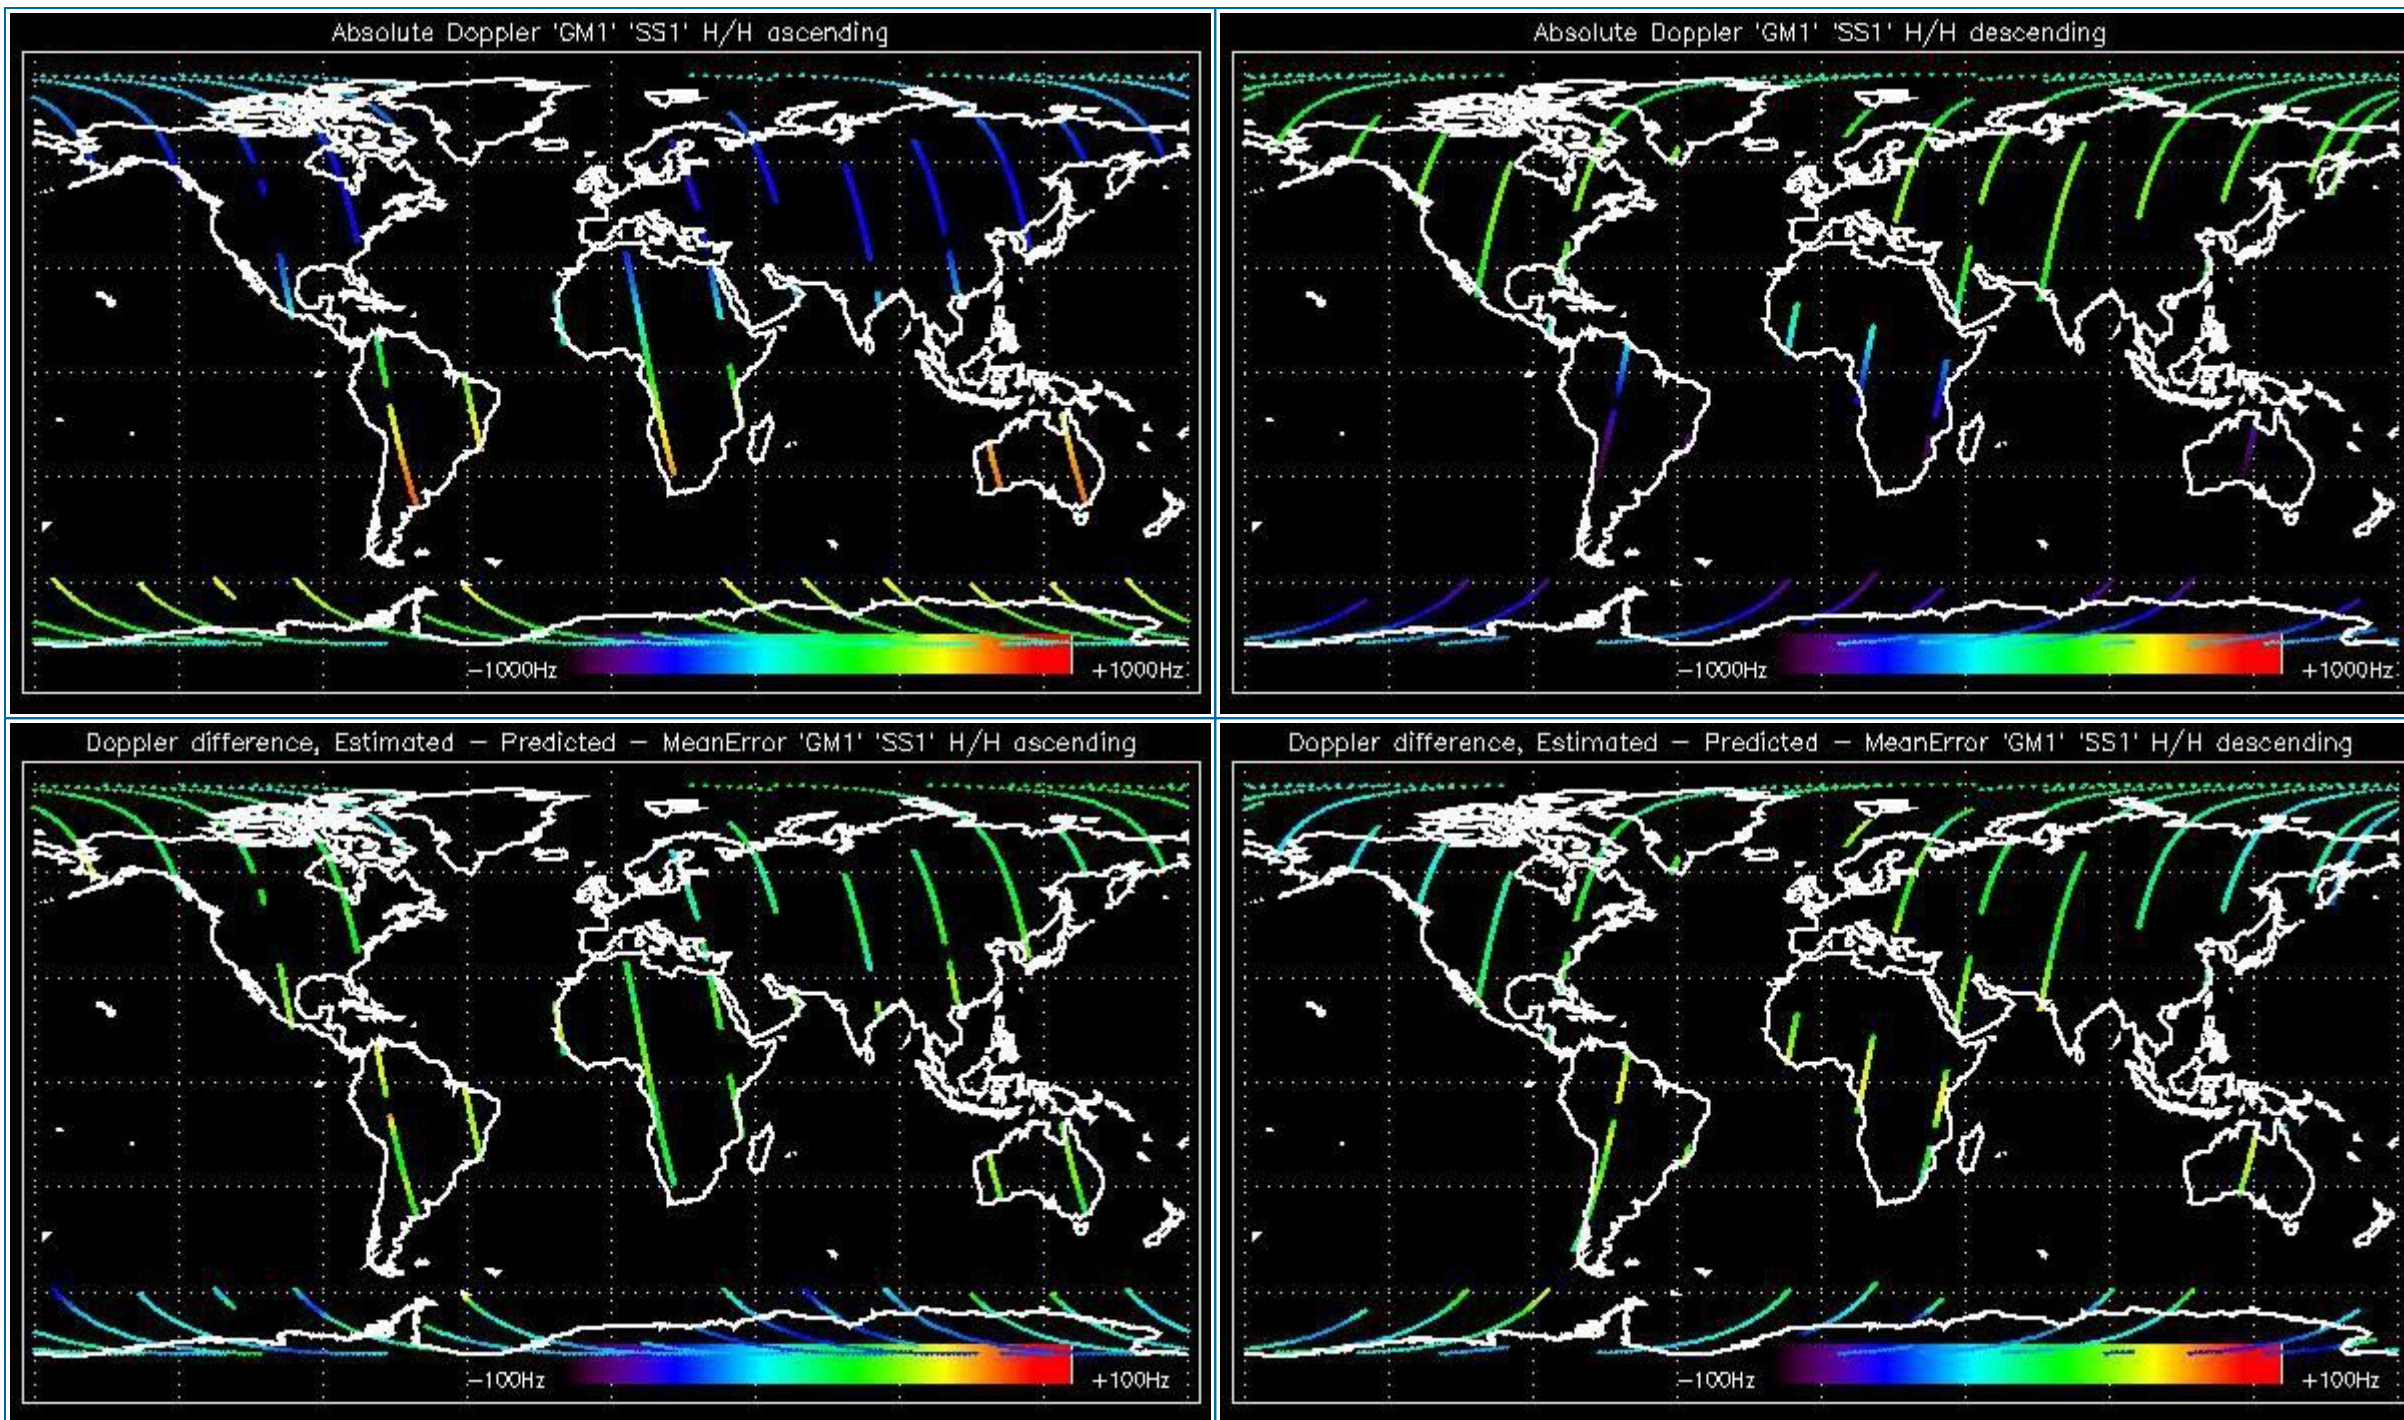 Absolute Doppler 'GM1' 'SS1' H/H ascending
−1000Hz
+1000Hz
Absolute Doppler 'GM1' 'SS1' H/H descending
−1000Hz
+1000Hz
Doppler difference, Estimated − Predicted − MeanError 'GM1' 'SS1' H/H ascending
−100Hz
+100Hz
Doppler difference, Estimated − Predicted − MeanError 'GM1' 'SS1' H/H descending
−100Hz
+100Hz